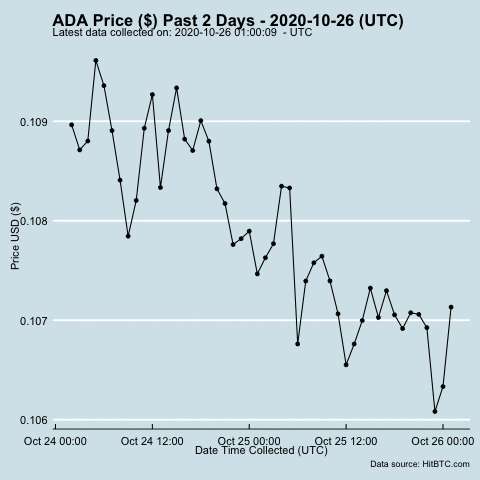 ADA Price ($) Past 2 Days - 2020-10-26 (UTC)
Latest data collected on: 2020-10-26 01:00:09 - UTC
Price USD ($)
0.109
0.108
0.107
0.106
Oct 24 00:00 Oct 24 12:00 Oct 25 00:00 Oct 25 12:00 Oct 26 00:00
Date Time Collected (UTC)
Data source: HitBTC.com